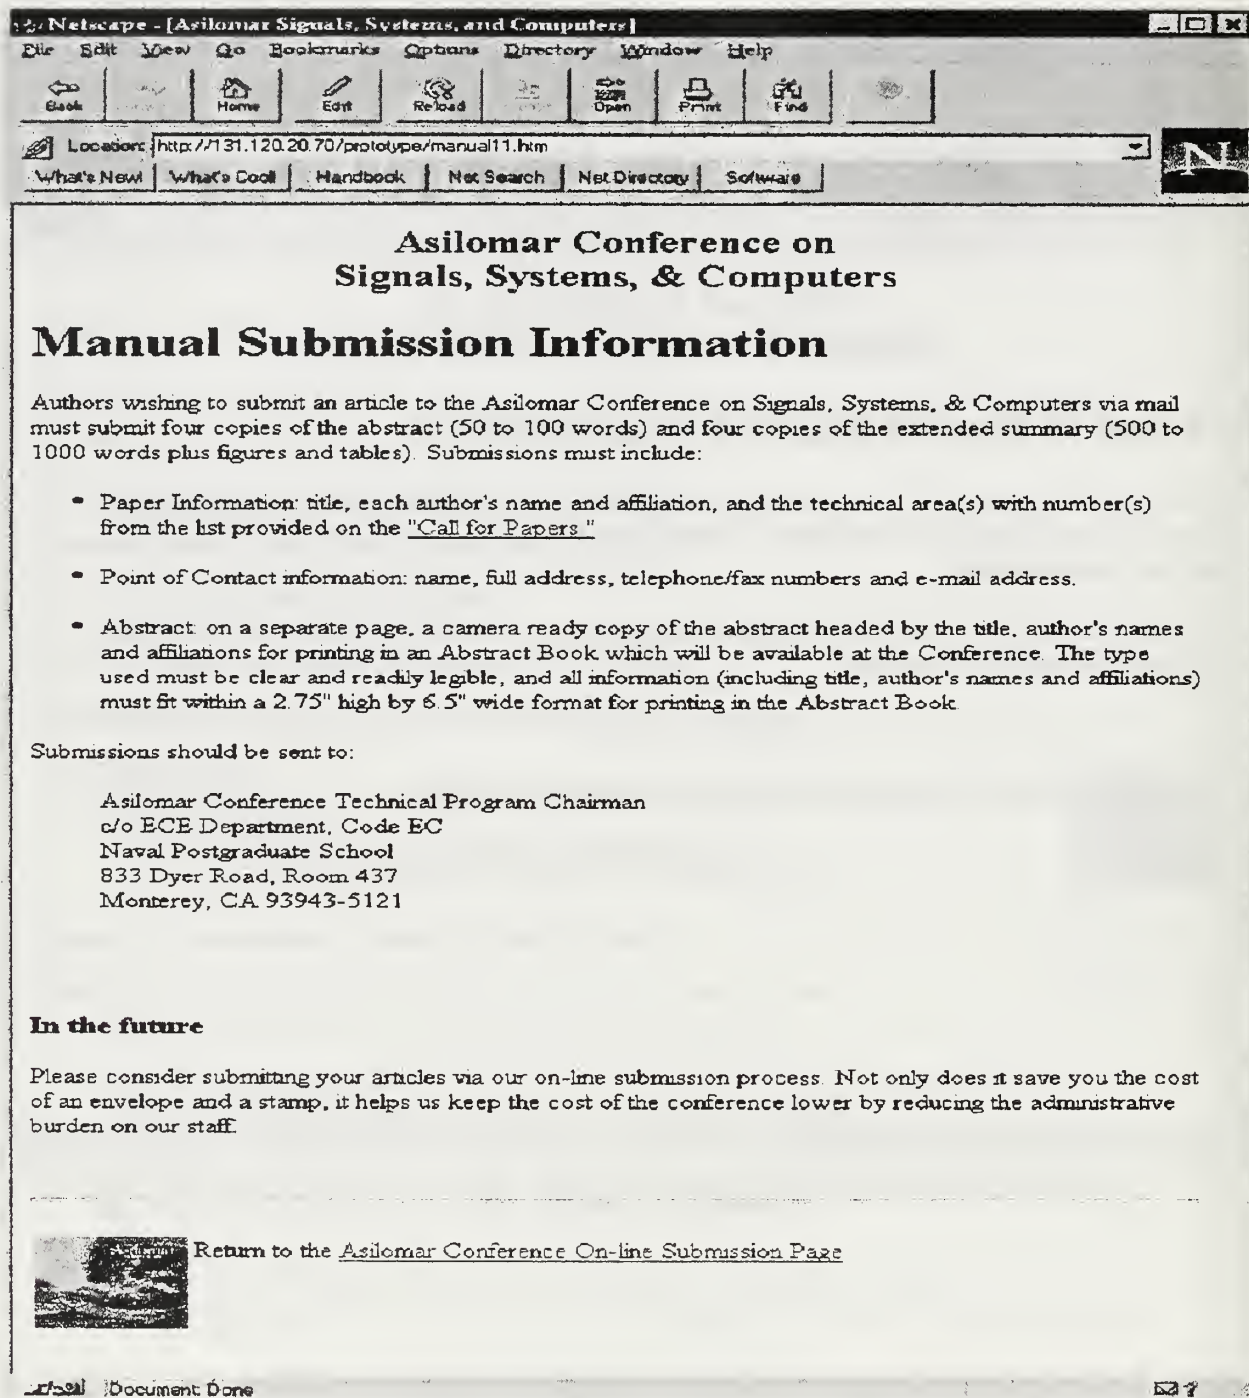 Netscape - [Asilomar Signals, Systems, and Computers]
File Edit View Go Bookmarks Options Directory Window Help
Back Home Edit Reload Open Print Find
Location: http://131.120.20.70/prototype/manual11.htm
What's New! What's Cool! Handbook Net Search Net Directory Software
N
Asilomar Conference on
Signals, Systems, & Computers
Manual Submission Information
Authors wishing to submit an article to the Asilomar Conference on Signals, Systems, & Computers via mail
must submit four copies of the abstract (50 to 100 words) and four copies of the extended summary (500 to
1000 words plus figures and tables). Submissions must include:
• Paper Information: title, each author's name and affiliation, and the technical area(s) with number(s)
from the list provided on the "Call for Papers."
• Point of Contact information: name, full address, telephone/fax numbers and e-mail address.
• Abstract: on a separate page, a camera ready copy of the abstract headed by the title, author's names
and affiliations for printing in an Abstract Book which will be available at the Conference. The type
used must be clear and readily legible, and all information (including title, author's names and affiliations)
must fit within a 2.75" high by 6.5" wide format for printing in the Abstract Book.
Submissions should be sent to:
Asilomar Conference Technical Program Chairman
c/o ECE Department, Code EC
Naval Postgraduate School
833 Dyer Road, Room 437
Monterey, CA 93943-5121
In the future
Please consider submitting your articles via our on-line submission process. Not only does it save you the cost
of an envelope and a stamp, it helps us keep the cost of the conference lower by reducing the administrative
burden on our staff.
Return to the Asilomar Conference On-line Submission Page
Document: Done